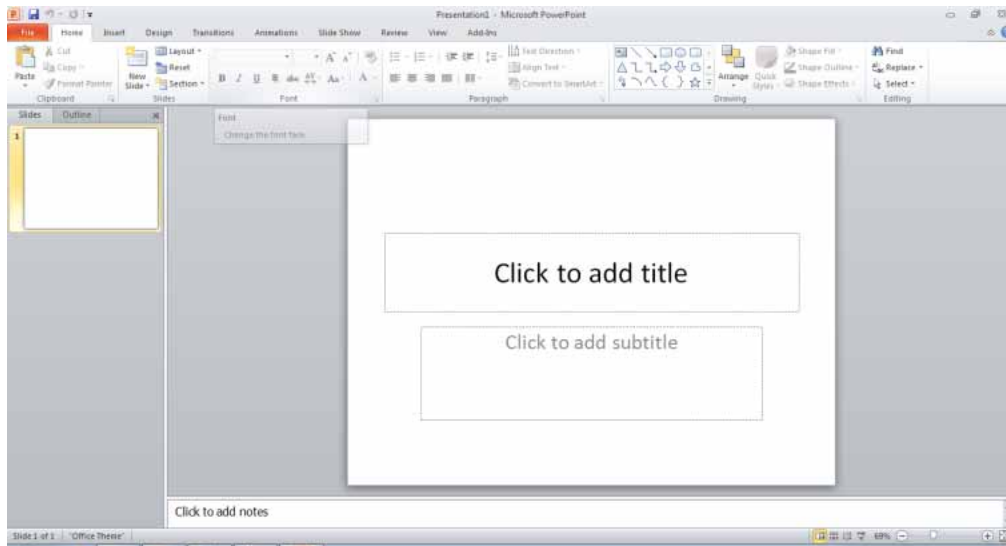 Presentation1 - Microsoft PowerPoint
File Home Insert Design Transitions Animations Slide Show Review View Add-Ins
Cut
Copy
Format Painter
Paste
Clipboard
New Slide
Layout
Reset
Section
Slides
Font
Text Direction
Align Text
Convert to SmartArt
Paragraph
Arrange
Quick Styles
Shape Fill
Shape Outline
Shape Effects
Drawing
Find
Replace
Select
Editing
Slides Outline
1
Font
Change the font face.
Click to add title
Click to add subtitle
Click to add notes
Slide 1 of 1 "Office Theme" 69%